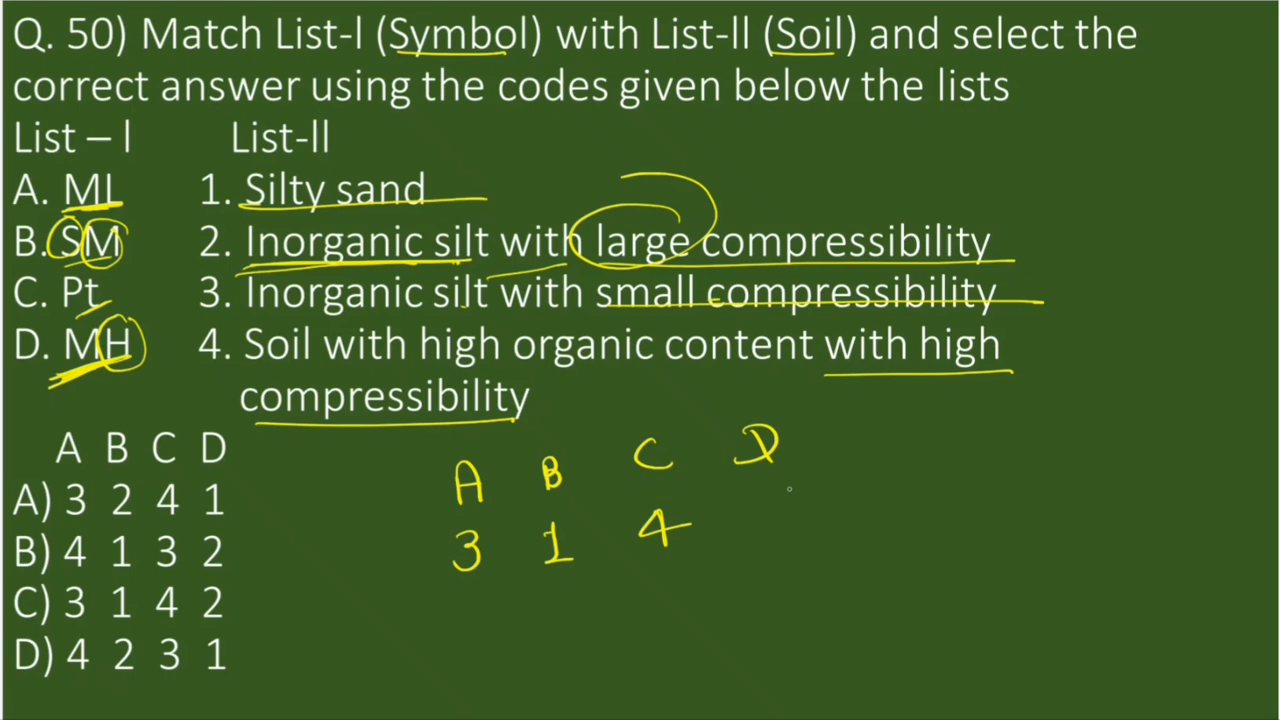 Q. 50) Match List-l (Symbol) with List-ll (Soil) and select the
correct answer using the codes given below the lists
List – l List-ll
A. ML 1. Silty sand
B. SM 2. Inorganic silt with large compressibility
C. Pt 3. Inorganic silt with small compressibility
D. MH 4. Soil with high organic content with high
compressibility
A B C D
A) 3 2 4 1
B) 4 1 3 2
C) 3 1 4 2
D) 4 2 3 1
A B C D
3 1 4